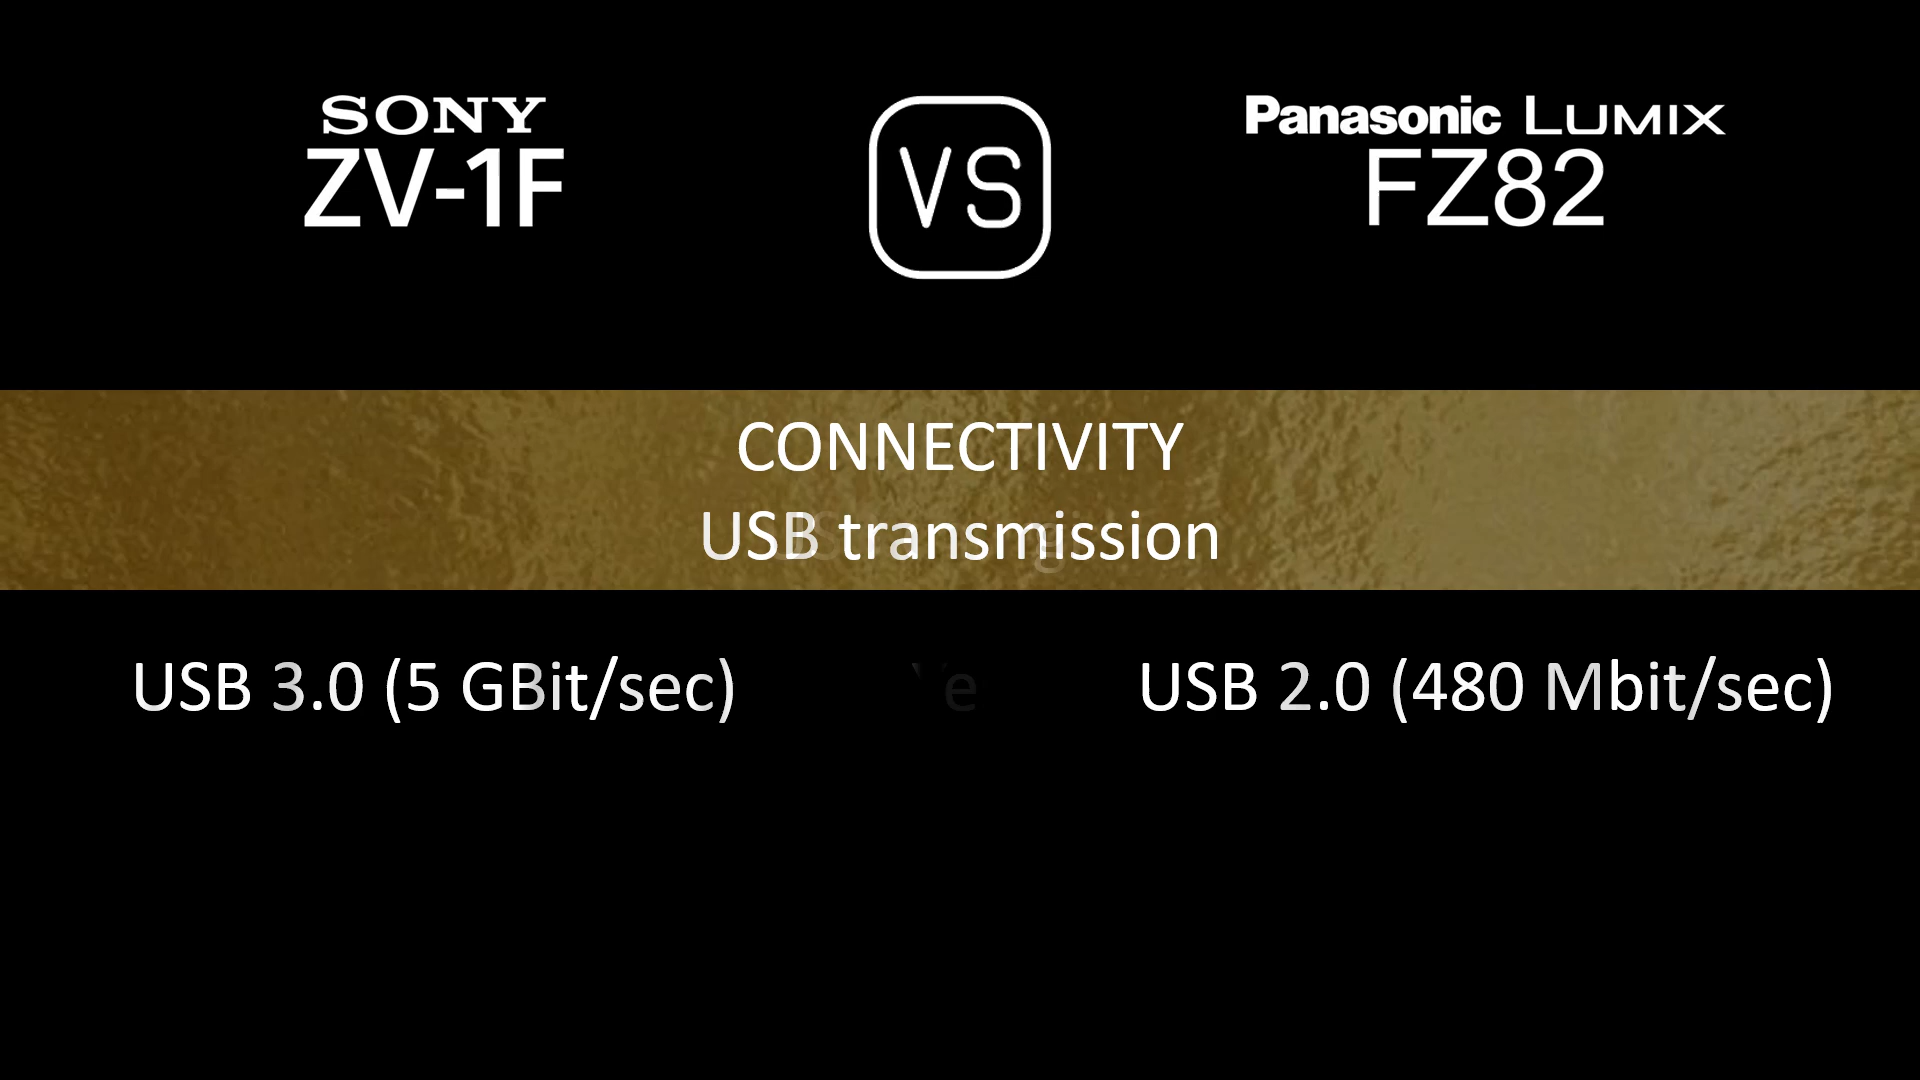 SONY
ZV-1F
VS
Panasonic LUMIX
FZ82
CONNECTIVITY
USB transmission
USB 3.0 (5 GBit/sec)
USB 2.0 (480 Mbit/sec)